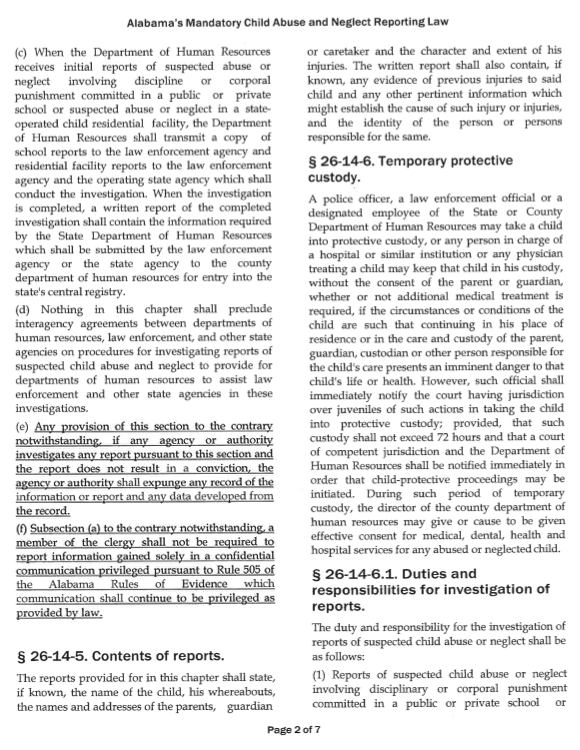 Alabama's Mandatory Child Abuse and Neglect Reporting Law
(c) When the Department of Human Resources
receives initial reports of suspected abuse or
neglect involving discipline or corporal
punishment committed in a public or private
school or suspected abuse or neglect in a state-
operated child residential facility, the Department
of Human Resources shall transmit a copy of
school reports to the law enforcement agency and
residential facility reports to the law enforcement
agency and the operating state agency which shall
conduct the investigation. When the investigation
is completed, a written report of the completed
investigation shall contain the information required
by the State Department of Human Resources
which shall be submitted by the law enforcement
agency or the state agency to the county
department of human resources for entry into the
state's central registry.
(d) Nothing in this chapter shall preclude
interagency agreements between departments of
human resources, law enforcement, and other state
agencies on procedures for investigating reports of
suspected child abuse and neglect to provide for
departments of human resources to assist law
enforcement and other state agencies in these
investigations.
(e) Any provision of this section to the contrary
notwithstanding, if any agency or authority
investigates any report pursuant to this section and
the report does not result in a conviction, the
agency or authority shall expunge any record of the
information or report and any data developed from
the record.
(f) Subsection (a) to the contrary notwithstanding, a
member of the clergy shall not be required to
report information gained solely in a confidential
communication privileged pursuant to Rule 505 of
the Alabama Rules of Evidence which
communication shall continue to be privileged as
provided by law.
§ 26-14-5. Contents of reports.
The reports provided for in this chapter shall state,
if known, the name of the child, his whereabouts,
the names and addresses of the parents, guardian
or caretaker and the character and extent of his
injuries. The written report shall also contain, if
known, any evidence of previous injuries to said
child and any other pertinent information which
might establish the cause of such injury or injuries,
and the identity of the person or persons
responsible for the same.
§ 26-14-6. Temporary protective
custody.
A police officer, a law enforcement official or a
designated employee of the State or County
Department of Human Resources may take a child
into protective custody, or any person in charge of
a hospital or similar institution or any physician
treating a child may keep that child in his custody,
without the consent of the parent or guardian,
whether or not additional medical treatment is
required, if the circumstances or conditions of the
child are such that continuing in his place of
residence or in the care and custody of the parent,
guardian, custodian or other person responsible for
the child's care presents an imminent danger to that
child's life or health. However, such official shall
immediately notify the court having jurisdiction
over juveniles of such actions in taking the child
into protective custody; provided, that such
custody shall not exceed 72 hours and that a court
of competent jurisdiction and the Department of
Human Resources shall be notified immediately in
order that child-protective proceedings may be
initiated. During such period of temporary
custody, the director of the county department of
human resources may give or cause to be given
effective consent for medical, dental, health and
hospital services for any abused or neglected child.
§ 26-14-6.1. Duties and
responsibilities for investigation of
reports.
The duty and responsibility for the investigation of
reports of suspected child abuse or neglect shall be
as follows:
(1) Reports of suspected child abuse or neglect
involving disciplinary or corporal punishment
committed in a public or private school or
Page 2 of 7